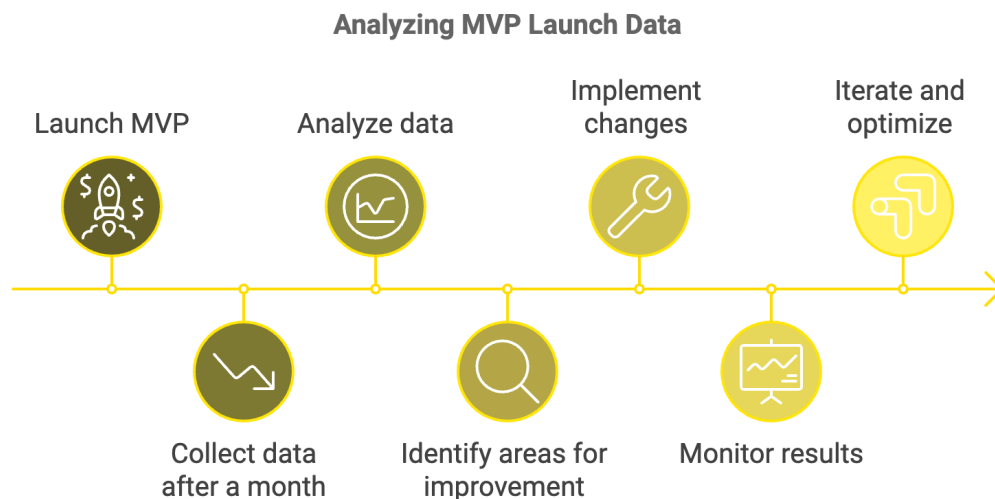 Analyzing MVP Launch Data
Launch MVP
Collect data
after a month
Analyze data
Identify areas for
improvement
Implement
changes
Monitor results
Iterate and
optimize